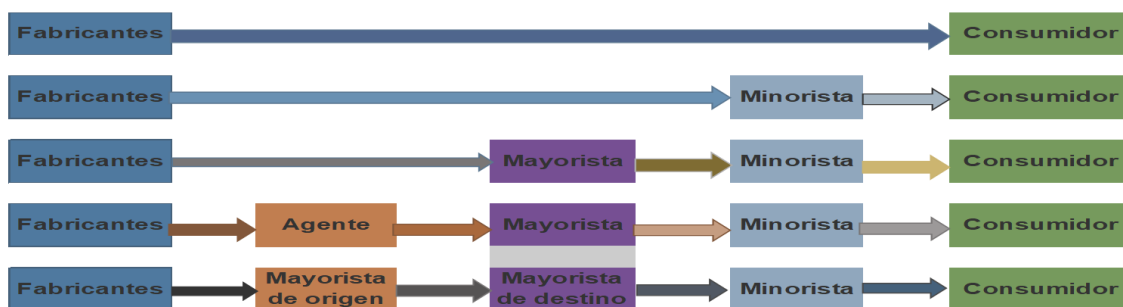 Fabricantes Consumidor
Fabricantes Minorista Consumidor
Fabricantes Mayorista Minorista Consumidor
Fabricantes Agente Mayorista Minorista Consumidor
Fabricantes Mayorista de origen Mayorista de destino Minorista Consumidor